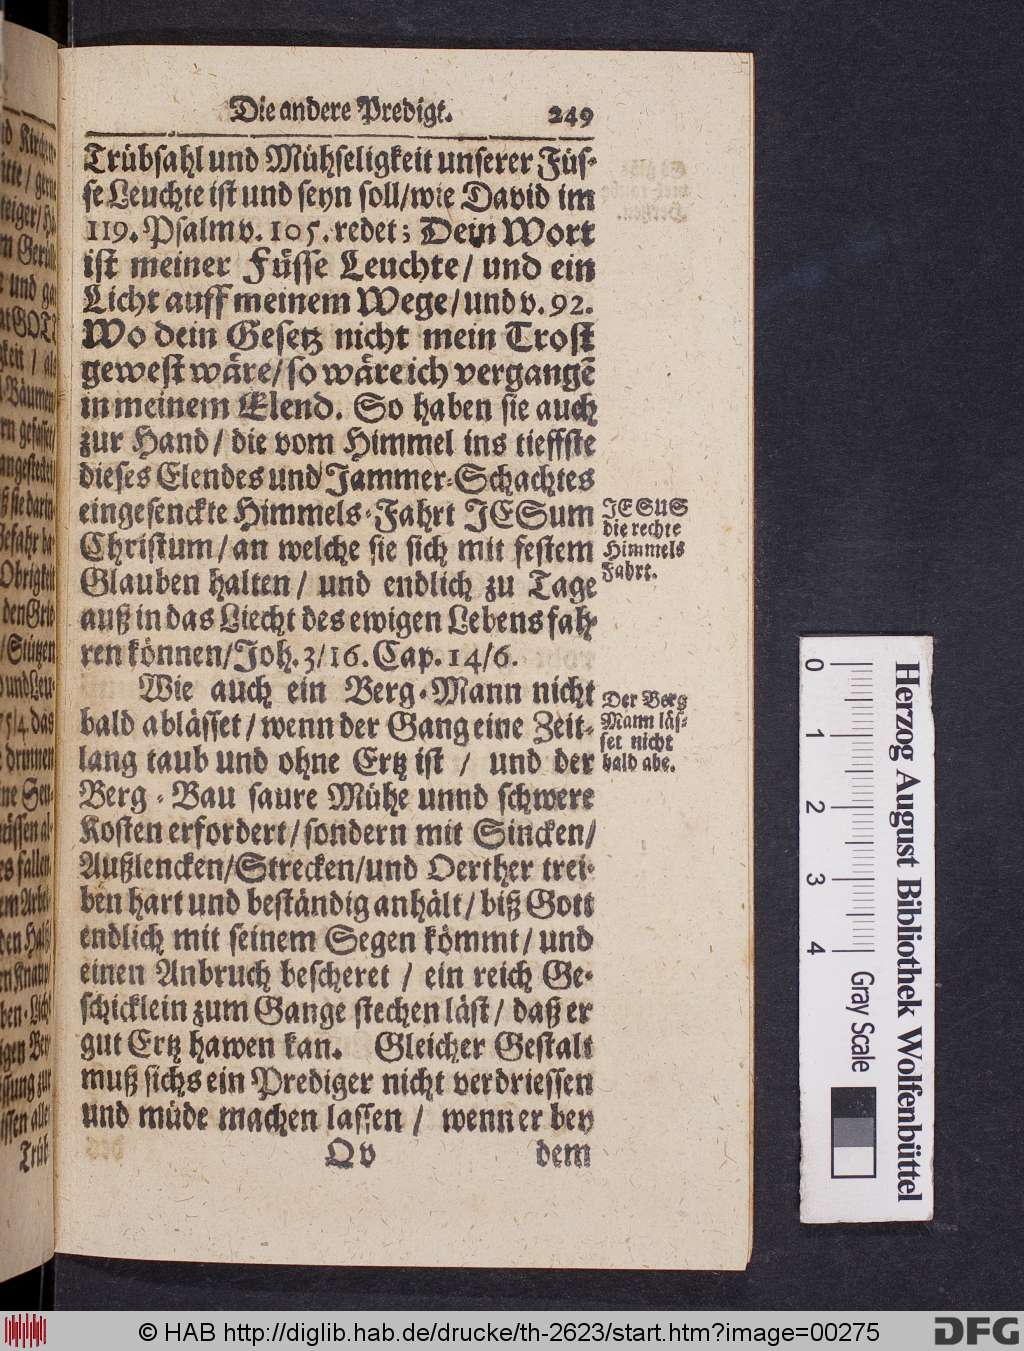 Die andere Predigt. 249
Trübsahl und Mühseligkeit unserer Füs-
se Leuchte ist und seyn soll/wie David im
119. Psalm v. 105. redet; Dein Wort
ist meiner Füsse Leuchte/ und ein
Licht auff meinem Wege/und v. 92.
Wo dein Gesetz nicht mein Trost
gewest wäre/so wäre ich vergangẽ
in meinem Elend. So haben sie auch
zur Hand/ die vom Himmel ins tieffste
dieses Elendes und Jammer-Schachtes
eingesenckte Himmels-Fahrt JESum
Christum/ an welche sie sich mit festem
Glauben halten/ und endlich zu Tage
auß in das Liecht des ewigen Lebens fah-
ren können/Joh. 3/16. Cap. 14/6.
JESUS
die rechte
Himmels
Fahrt.
Wie auch ein Berg-Mann nicht
bald ablässet/ wenn der Gang eine Zeit-
lang taub und ohne Ertz ist / und der
Berg-Bau saure Mühe unnd schwere
Kosten erfordert/sondern mit Sincken/
Außlencken/Strecken/und Oerther trei-
ben hart und beständig anhält/ biß Gott
endlich mit seinem Segen kömmt/ und
einen Anbruch bescheret / ein reich Ge-
schicklein zum Gange stechen läst/ daß er
gut Ertz hawen kan. Gleicher Gestalt
muß sichs ein Prediger nicht verdriessen
und müde machen lassen / wenn er bey
Der Berg
Mann läs-
set nicht
bald abe.
Qv dem
0 1 2 3 4
Herzog August Bibliothek Wolfenbüttel
Gray Scale
© HAB http://diglib.hab.de/drucke/th-2623/start.htm?image=00275
DFG